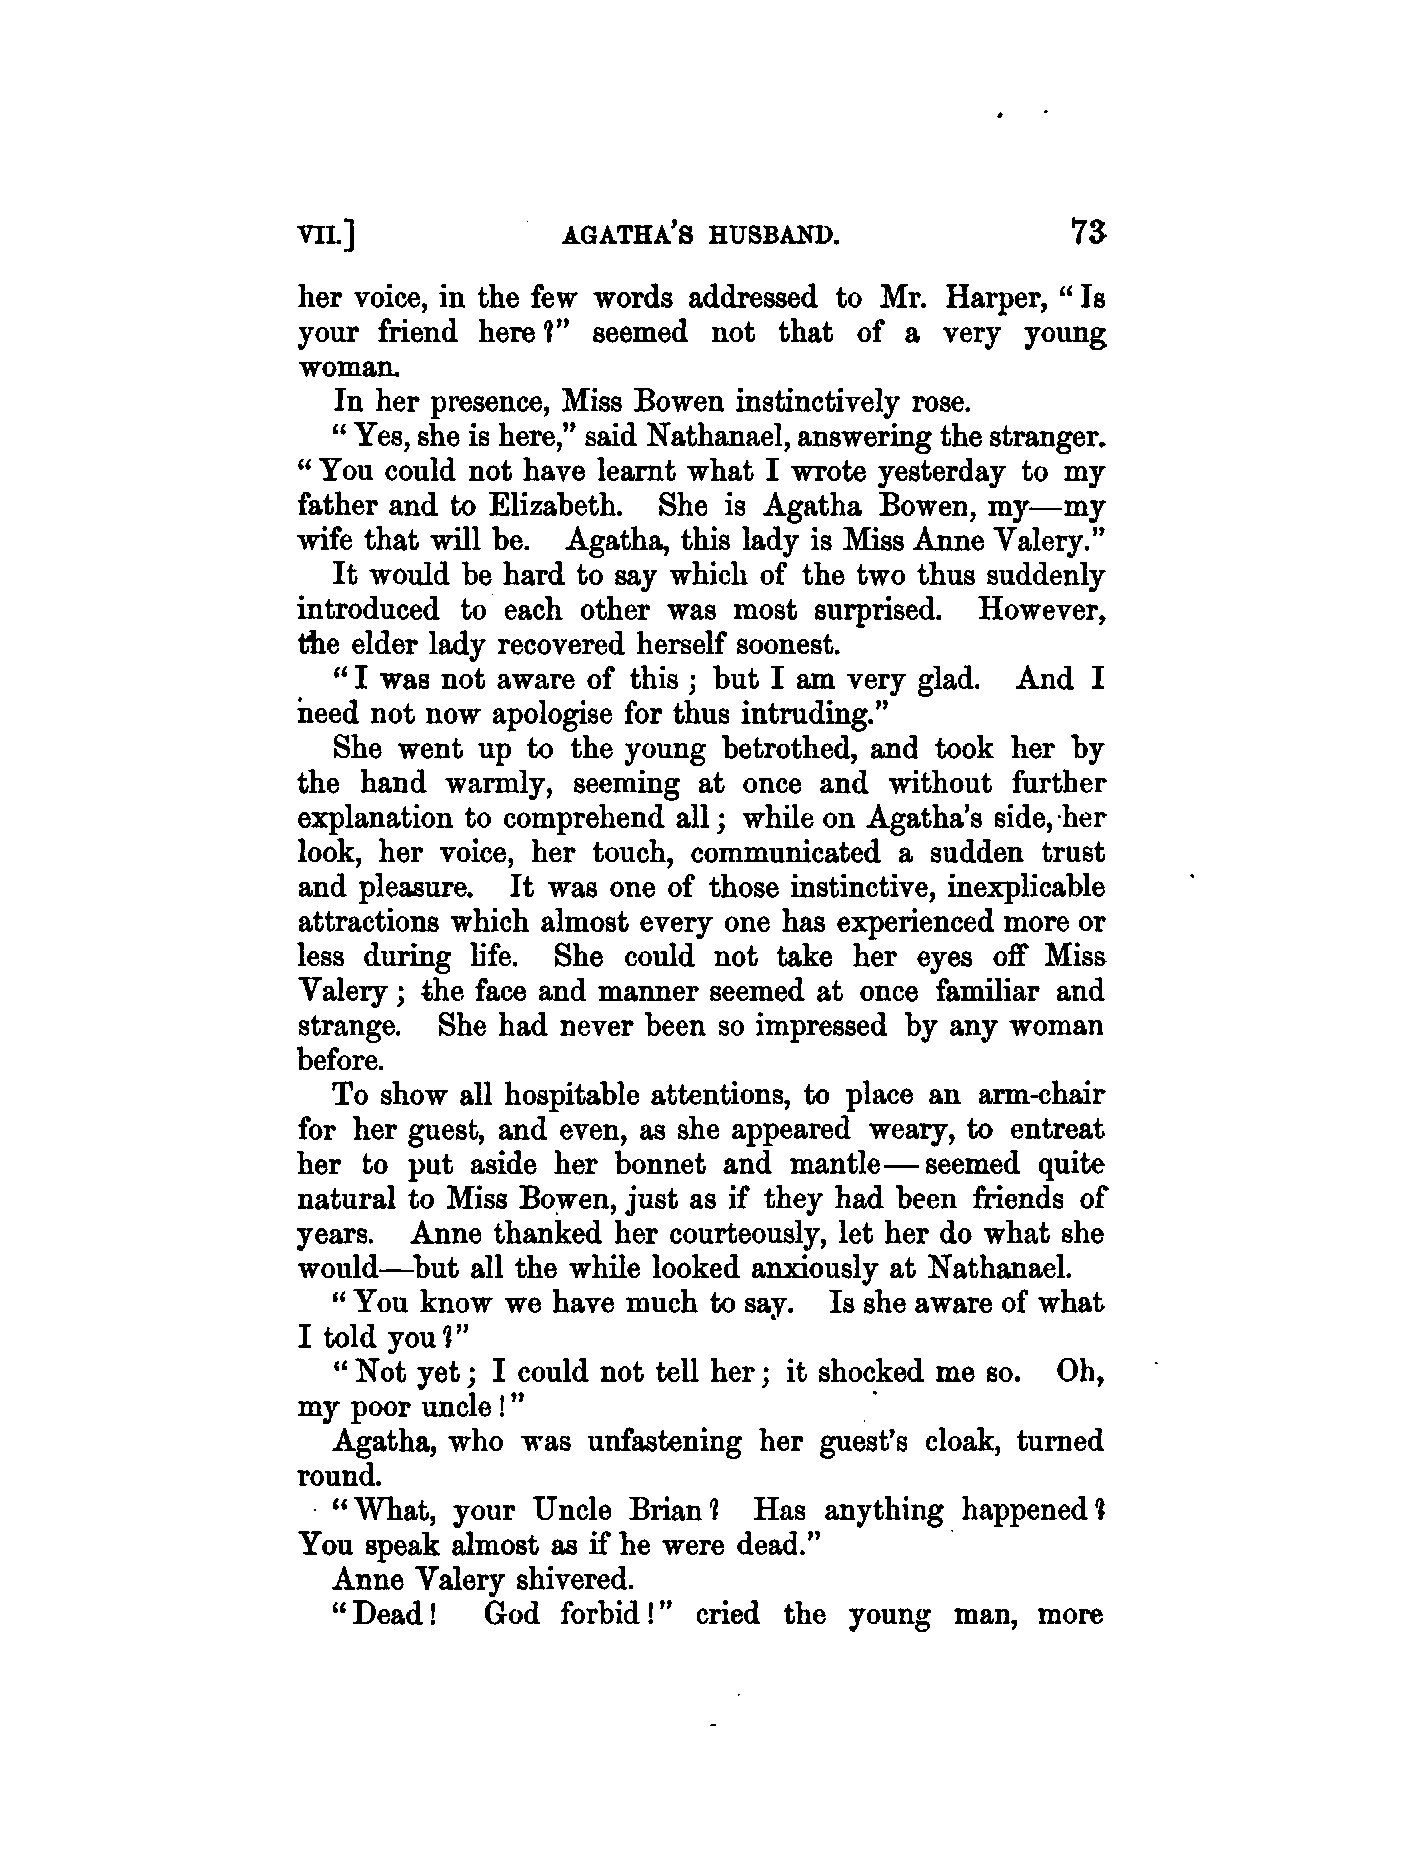 VII.] AGATHA'S HUSBAND. 73
her voice, in the few words addressed to Mr. Harper, "Is
your friend here?" seemed not that of a very young
woman.
In her presence, Miss Bowen instinctively rose.
"Yes, she is here," said Nathanael, answering the stranger.
"You could not have learnt what I wrote yesterday to my
father and to Elizabeth. She is Agatha Bowen, my—my
wife that will be. Agatha, this lady is Miss Anne Valery."
It would be hard to say which of the two thus suddenly
introduced to each other was most surprised. However,
the elder lady recovered herself soonest.
"I was not aware of this; but I am very glad. And I
need not now apologise for thus intruding."
She went up to the young betrothed, and took her by
the hand warmly, seeming at once and without further
explanation to comprehend all; while on Agatha's side, her
look, her voice, her touch, communicated a sudden trust
and pleasure. It was one of those instinctive, inexplicable
attractions which almost every one has experienced more or
less during life. She could not take her eyes off Miss
Valery; the face and manner seemed at once familiar and
strange. She had never been so impressed by any woman
before.
To show all hospitable attentions, to place an arm-chair
for her guest, and even, as she appeared weary, to entreat
her to put aside her bonnet and mantle—seemed quite
natural to Miss Bowen, just as if they had been friends of
years. Anne thanked her courteously, let her do what she
would—but all the while looked anxiously at Nathanael.
"You know we have much to say. Is she aware of what
I told you?"
"Not yet; I could not tell her; it shocked me so. Oh,
my poor uncle!"
Agatha, who was unfastening her guest's cloak, turned
round.
"What, your Uncle Brian? Has anything happened?
You speak almost as if he were dead."
Anne Valery shivered.
"Dead! God forbid!" cried the young man, more